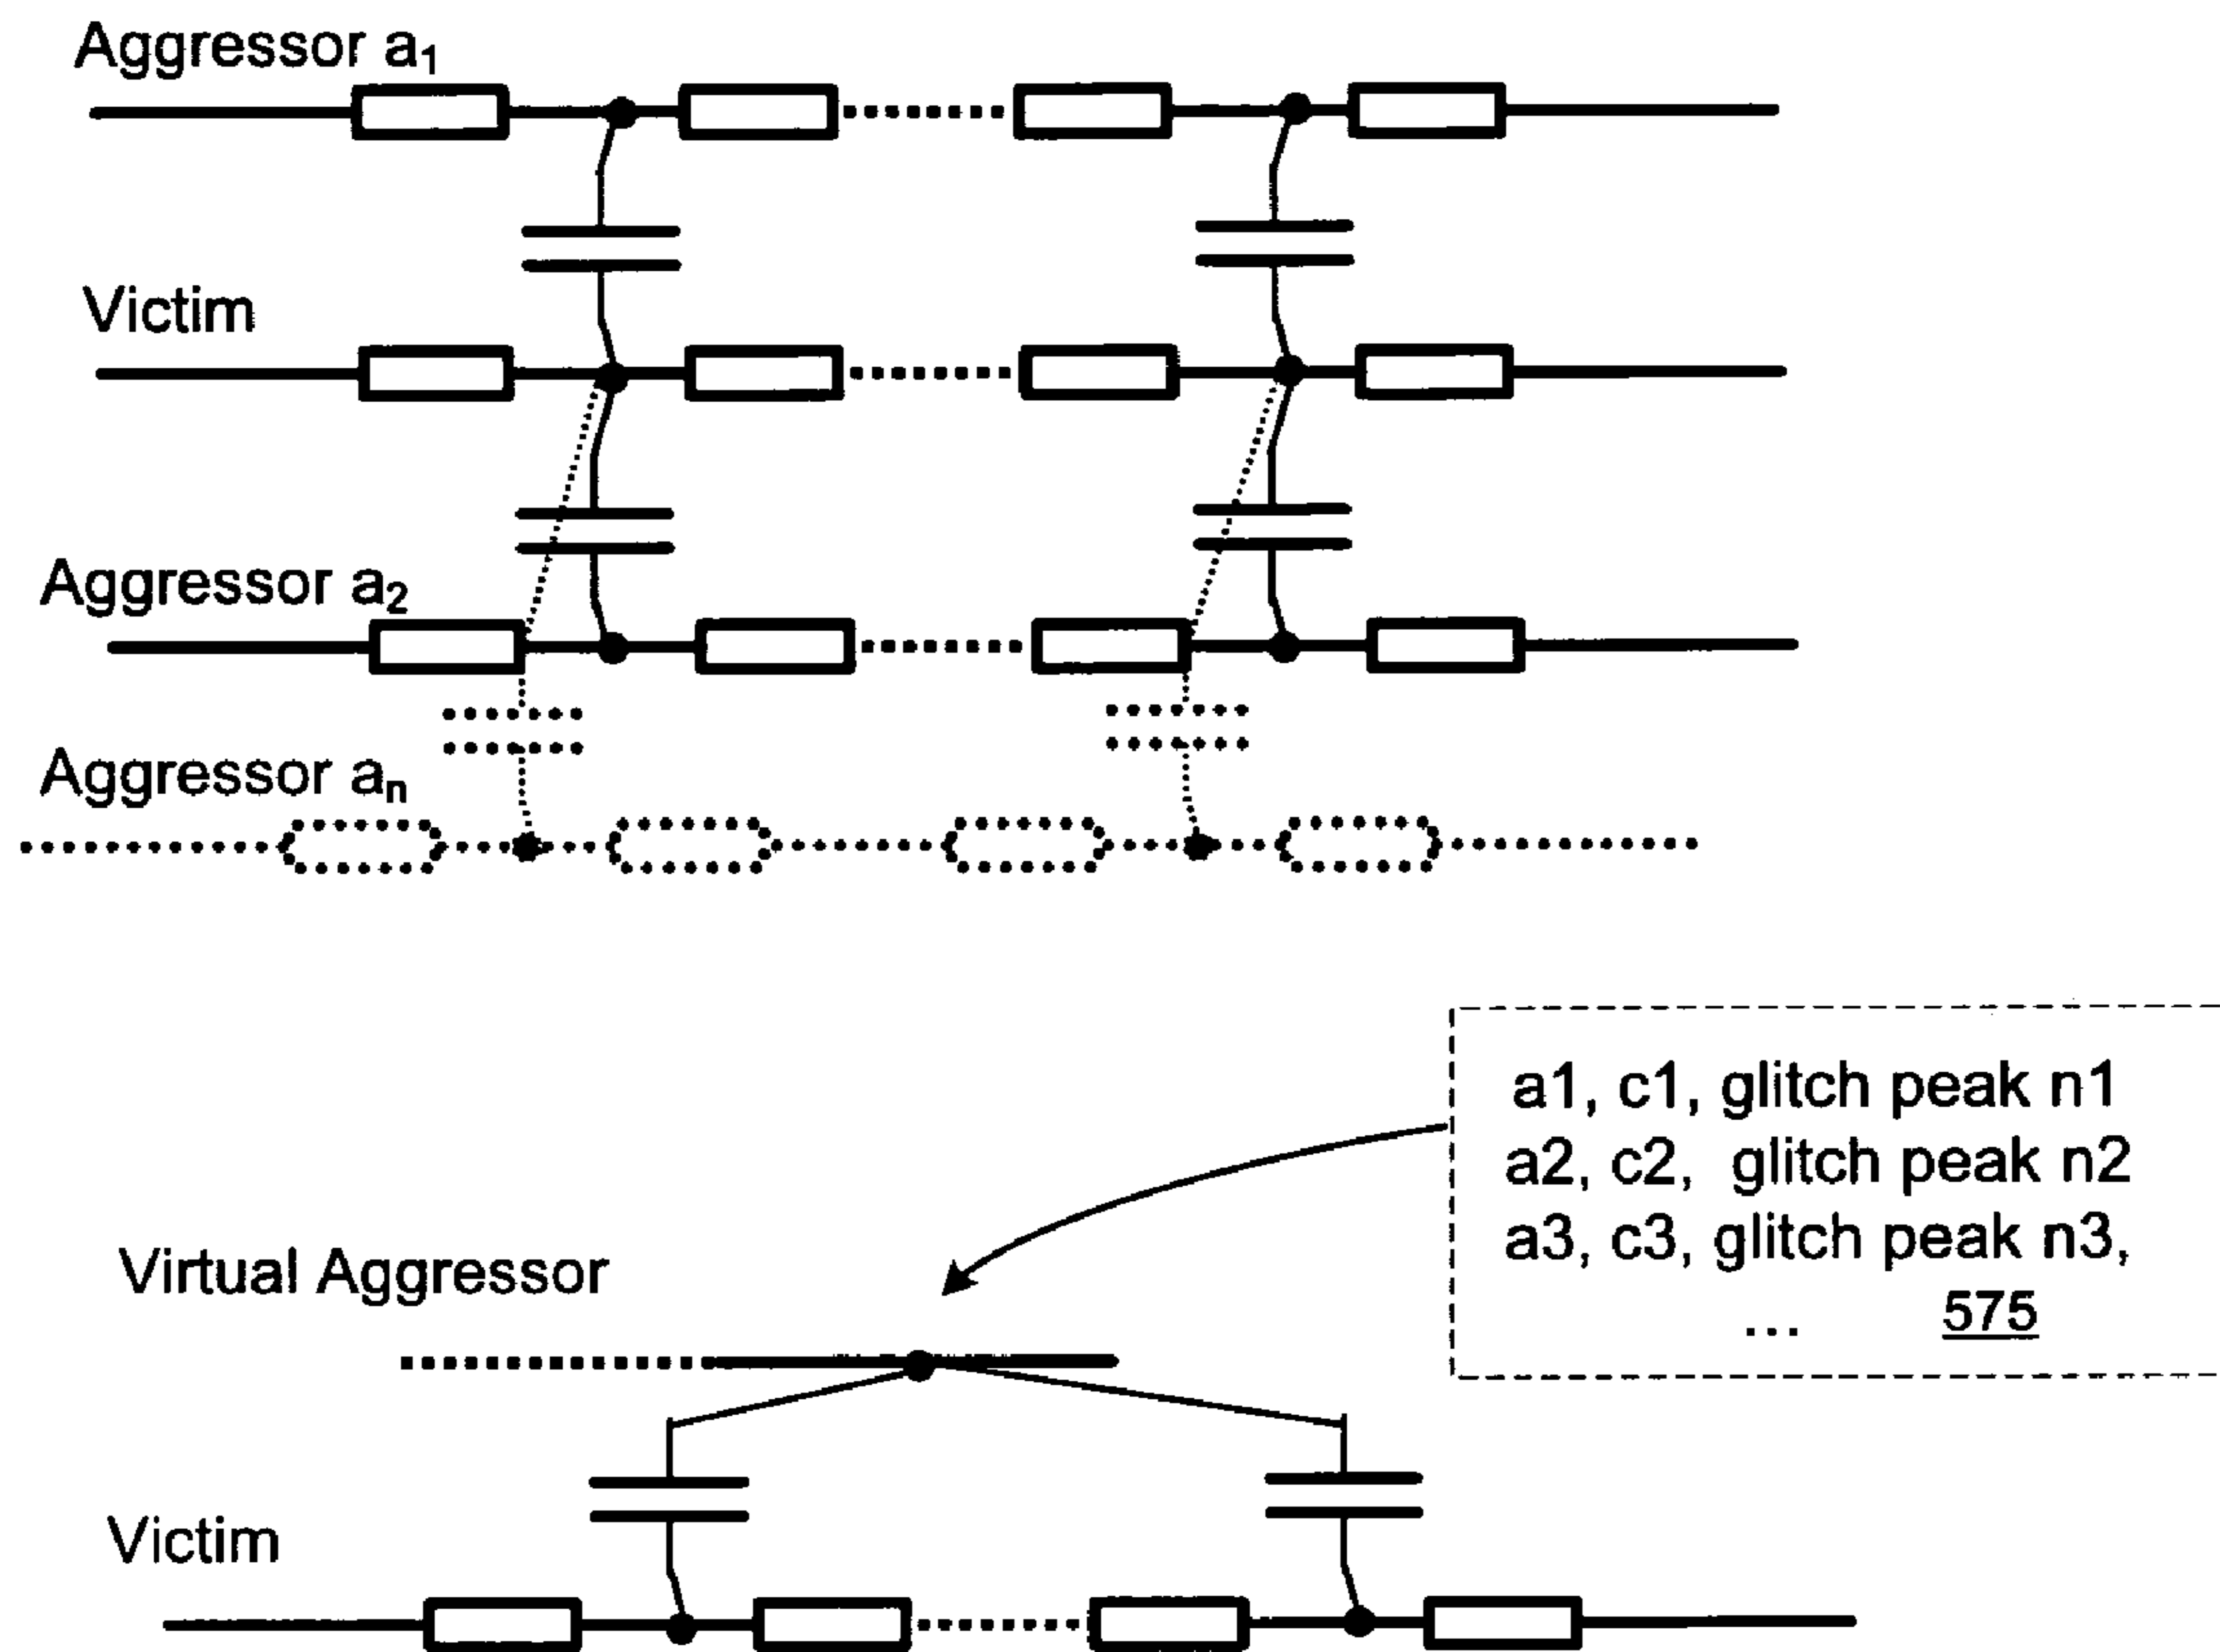 Aggressor a₁
Victim
Aggressor a₂
Aggressor aₙ
a1, c1, glitch peak n1
a2, c2, glitch peak n2
a3, c3, glitch peak n3,
... 575
Virtual Aggressor
Victim